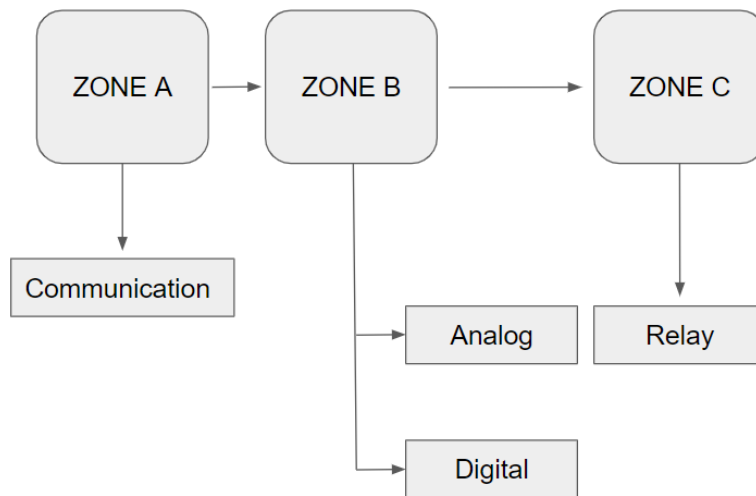 ZONE A
ZONE B
ZONE C
Communication
Analog
Relay
Digital